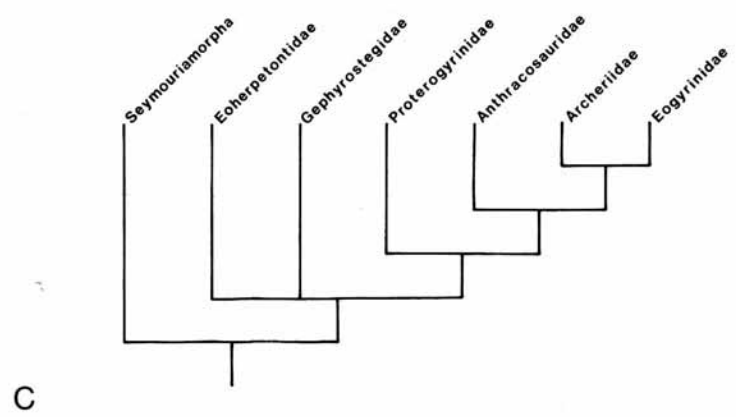 Seymouriamorpha
Eoherpetontidae
Gephyrostegidae
Proterogyrinidae
Anthracosauridae
Archeriidae
Eogyrinidae
C